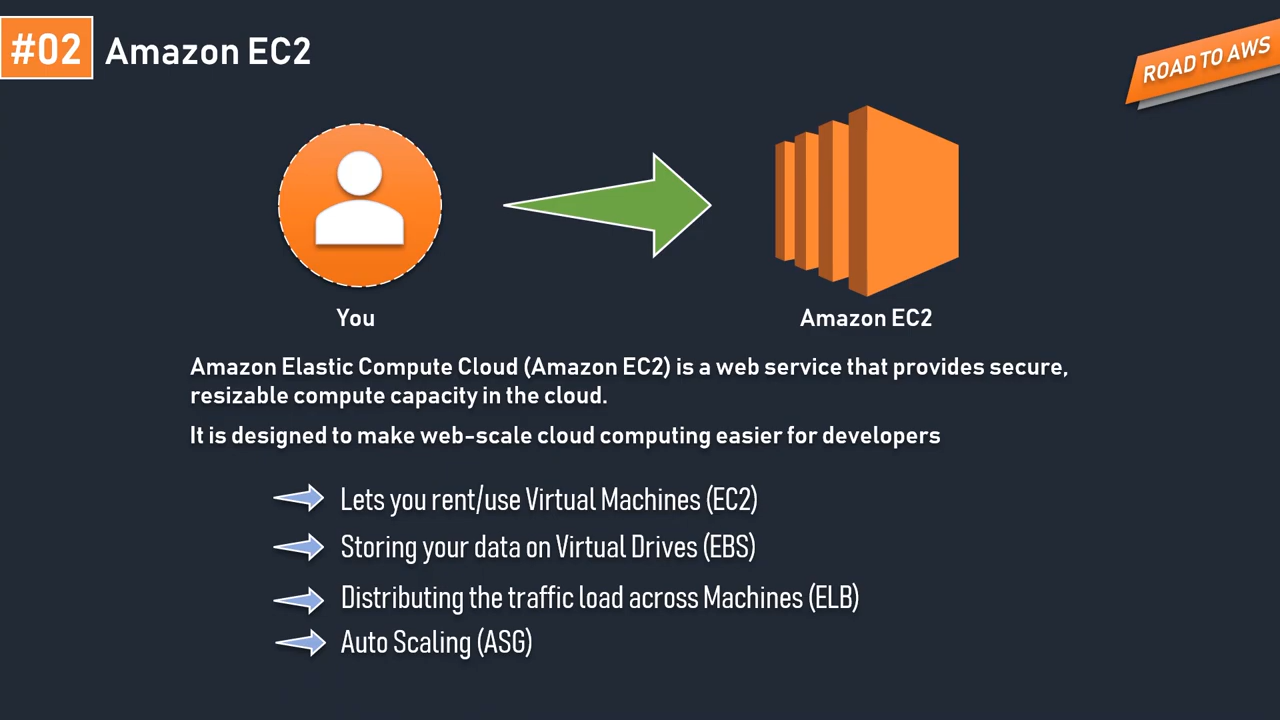 #02 Amazon EC2
ROAD TO AWS
You
Amazon EC2
Amazon Elastic Compute Cloud (Amazon EC2) is a web service that provides secure,
resizable compute capacity in the cloud.
It is designed to make web-scale cloud computing easier for developers
Lets you rent/use Virtual Machines (EC2)
Storing your data on Virtual Drives (EBS)
Distributing the traffic load across Machines (ELB)
Auto Scaling (ASG)